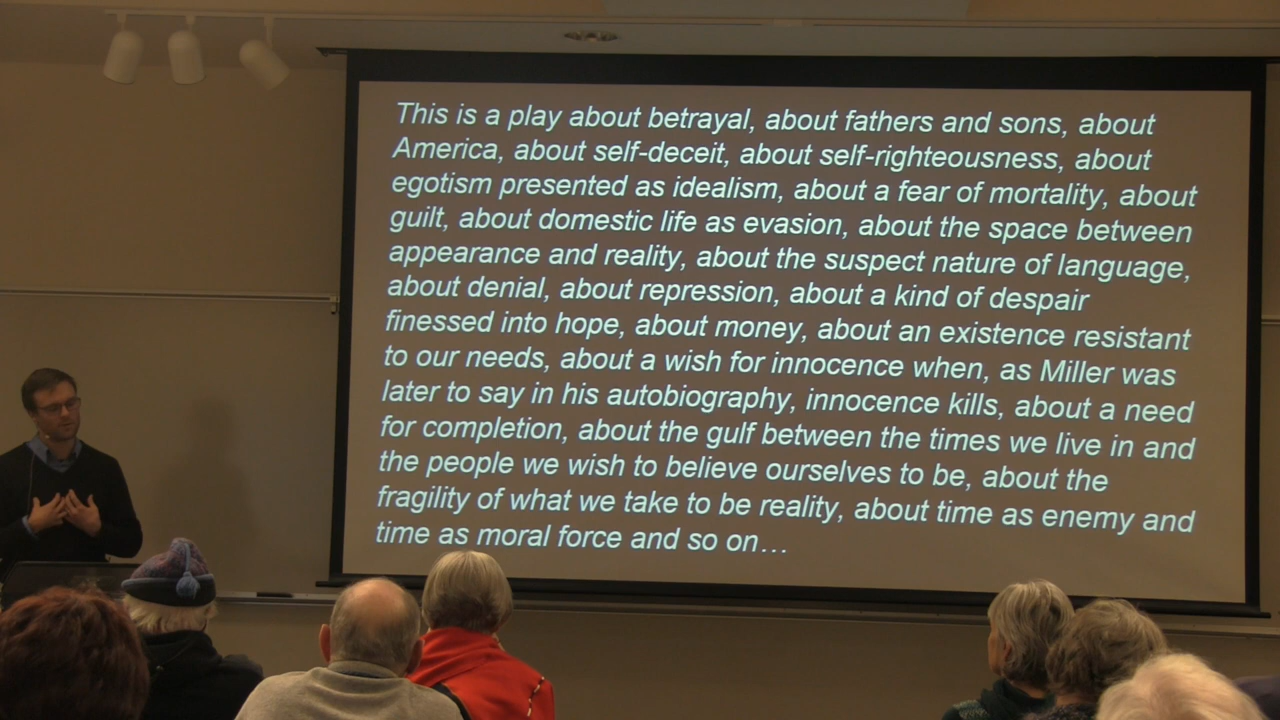 This is a play about betrayal, about fathers and sons, about
America, about self-deceit, about self-righteousness, about
egotism presented as idealism, about a fear of mortality, about
guilt, about domestic life as evasion, about the space between
appearance and reality, about the suspect nature of language,
about denial, about repression, about a kind of despair
finessed into hope, about money, about an existence resistant
to our needs, about a wish for innocence when, as Miller was
later to say in his autobiography, innocence kills, about a need
for completion, about the gulf between the times we live in and
the people we wish to believe ourselves to be, about the
fragility of what we take to be reality, about time as enemy and
time as moral force and so on…